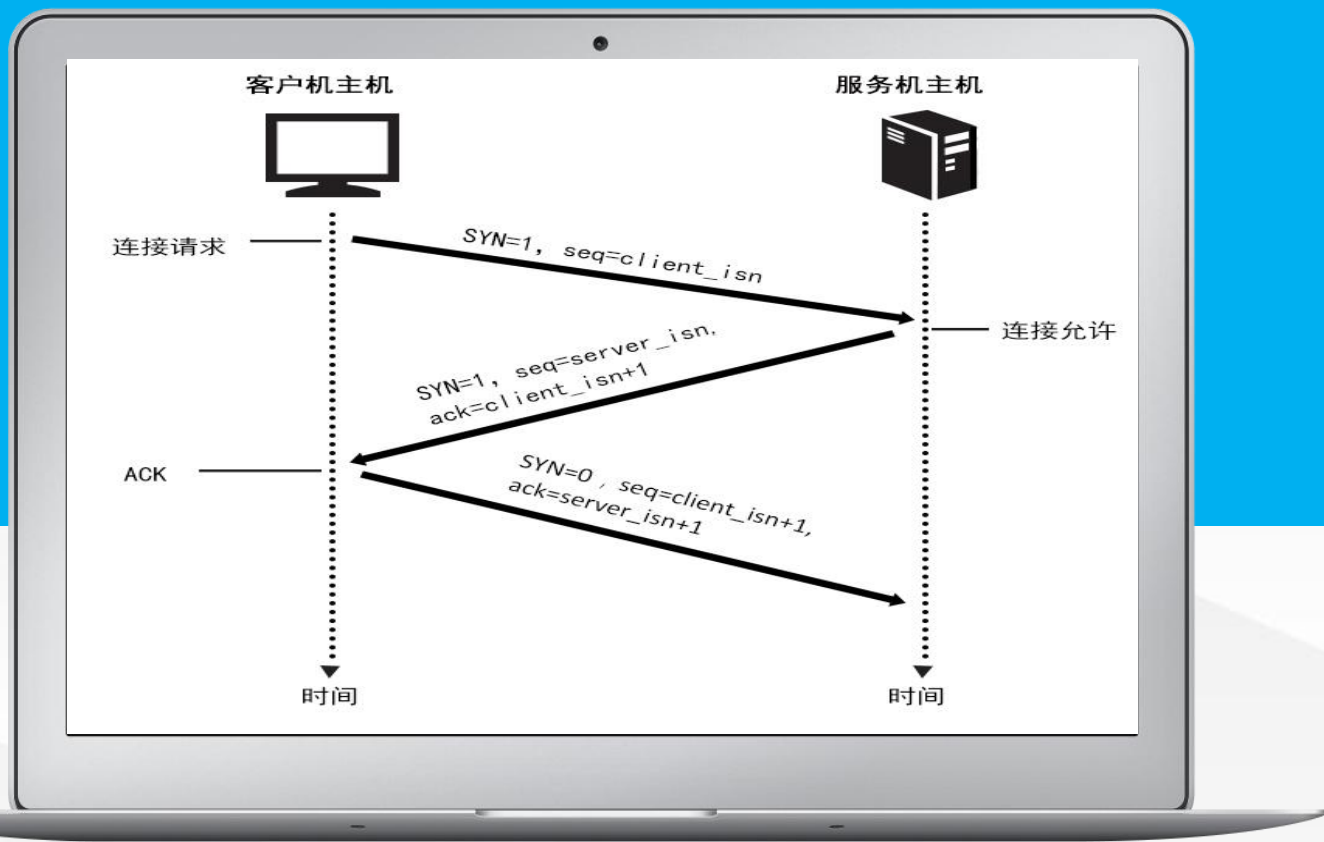 客户机主机
服务机主机
连接请求
SYN=1, seq=client_isn
连接允许
SYN=1, seq=server_isn,
ack=client_isn+1
ACK
SYN=0 , seq=client_isn+1,
ack=server_isn+1
时间
时间